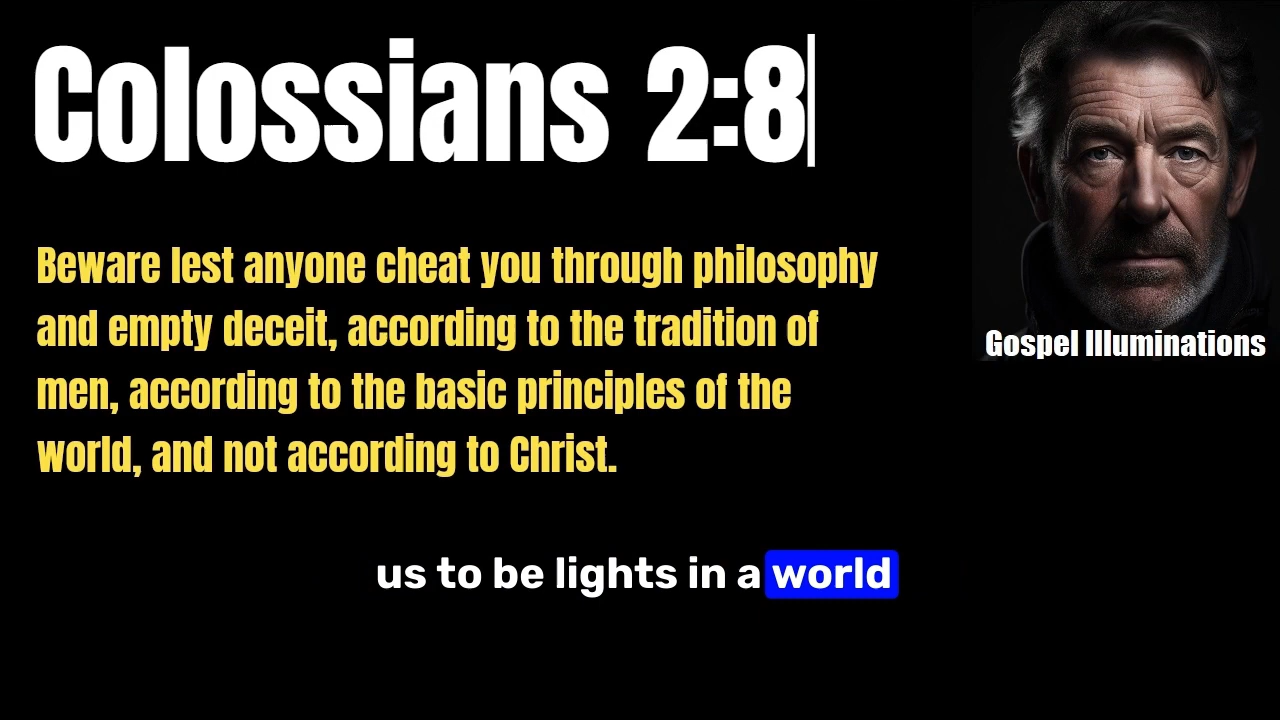 Colossians 2:8
Beware lest anyone cheat you through philosophy
and empty deceit, according to the tradition of
men, according to the basic principles of the
world, and not according to Christ.
Gospel Illuminations
us to be lights in a world